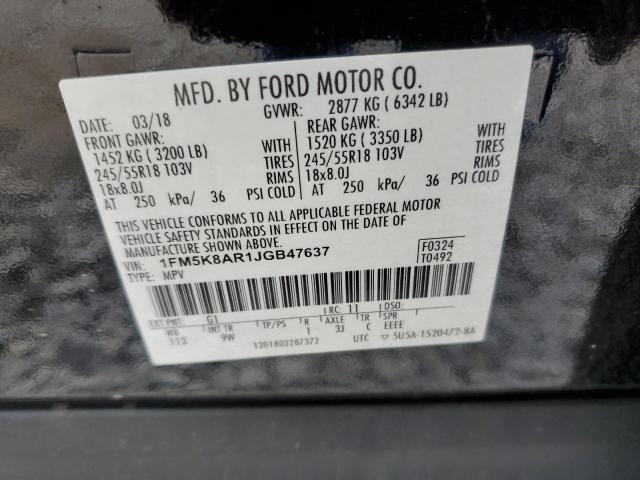 MFD. BY FORD MOTOR CO.
DATE: 03/18 GVWR: 2877 KG ( 6342 LB)
FRONT GAWR: REAR GAWR:
1452 KG ( 3200 LB) WITH 1520 KG ( 3350 LB) WITH
245/55R18 103V TIRES 245/55R18 103V TIRES
18x8.0J RIMS 18x8.0J RIMS
AT 250 kPa/ 36 PSI COLD AT 250 kPa/ 36 PSI COLD
THIS VEHICLE CONFORMS TO ALL APPLICABLE FEDERAL MOTOR
VEHICLE SAFETY STANDARDS IN EFFECT ON THE DATE OF
MANUFACTURE SHOWN ABOVE.
VIN: 1FM5K8AR1JGB47637 F0324
TYPE: MPV T0492
EXT PNT: G1 RC: 11 DSO:
WB INT TR TP/PS R AXLE TR SPR
113 9W 1 3J C EEEE
1201803287372 UTC 5U5A-1520472-BA